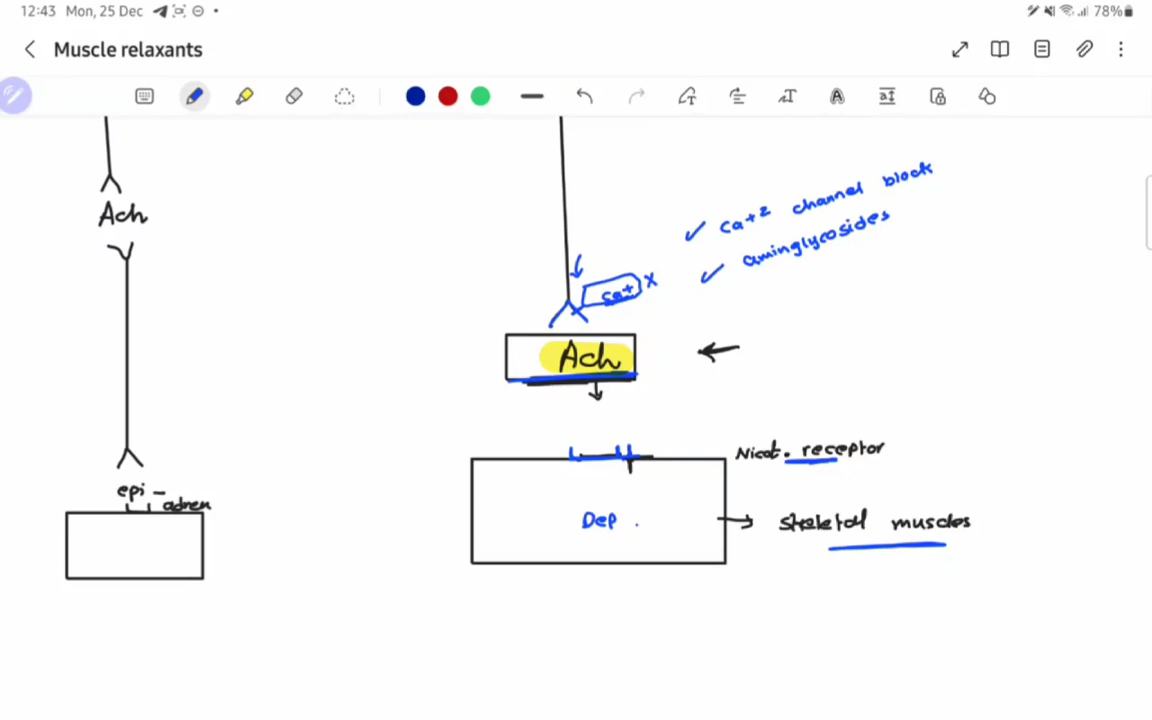 12:43 Mon, 25 Dec
78%
Muscle relaxants
Ach
epi -
adren
ca+2 channel block
aminglycosides
ca+ x
Ach
Nicot. receptor
Dep .
skeletal muscles